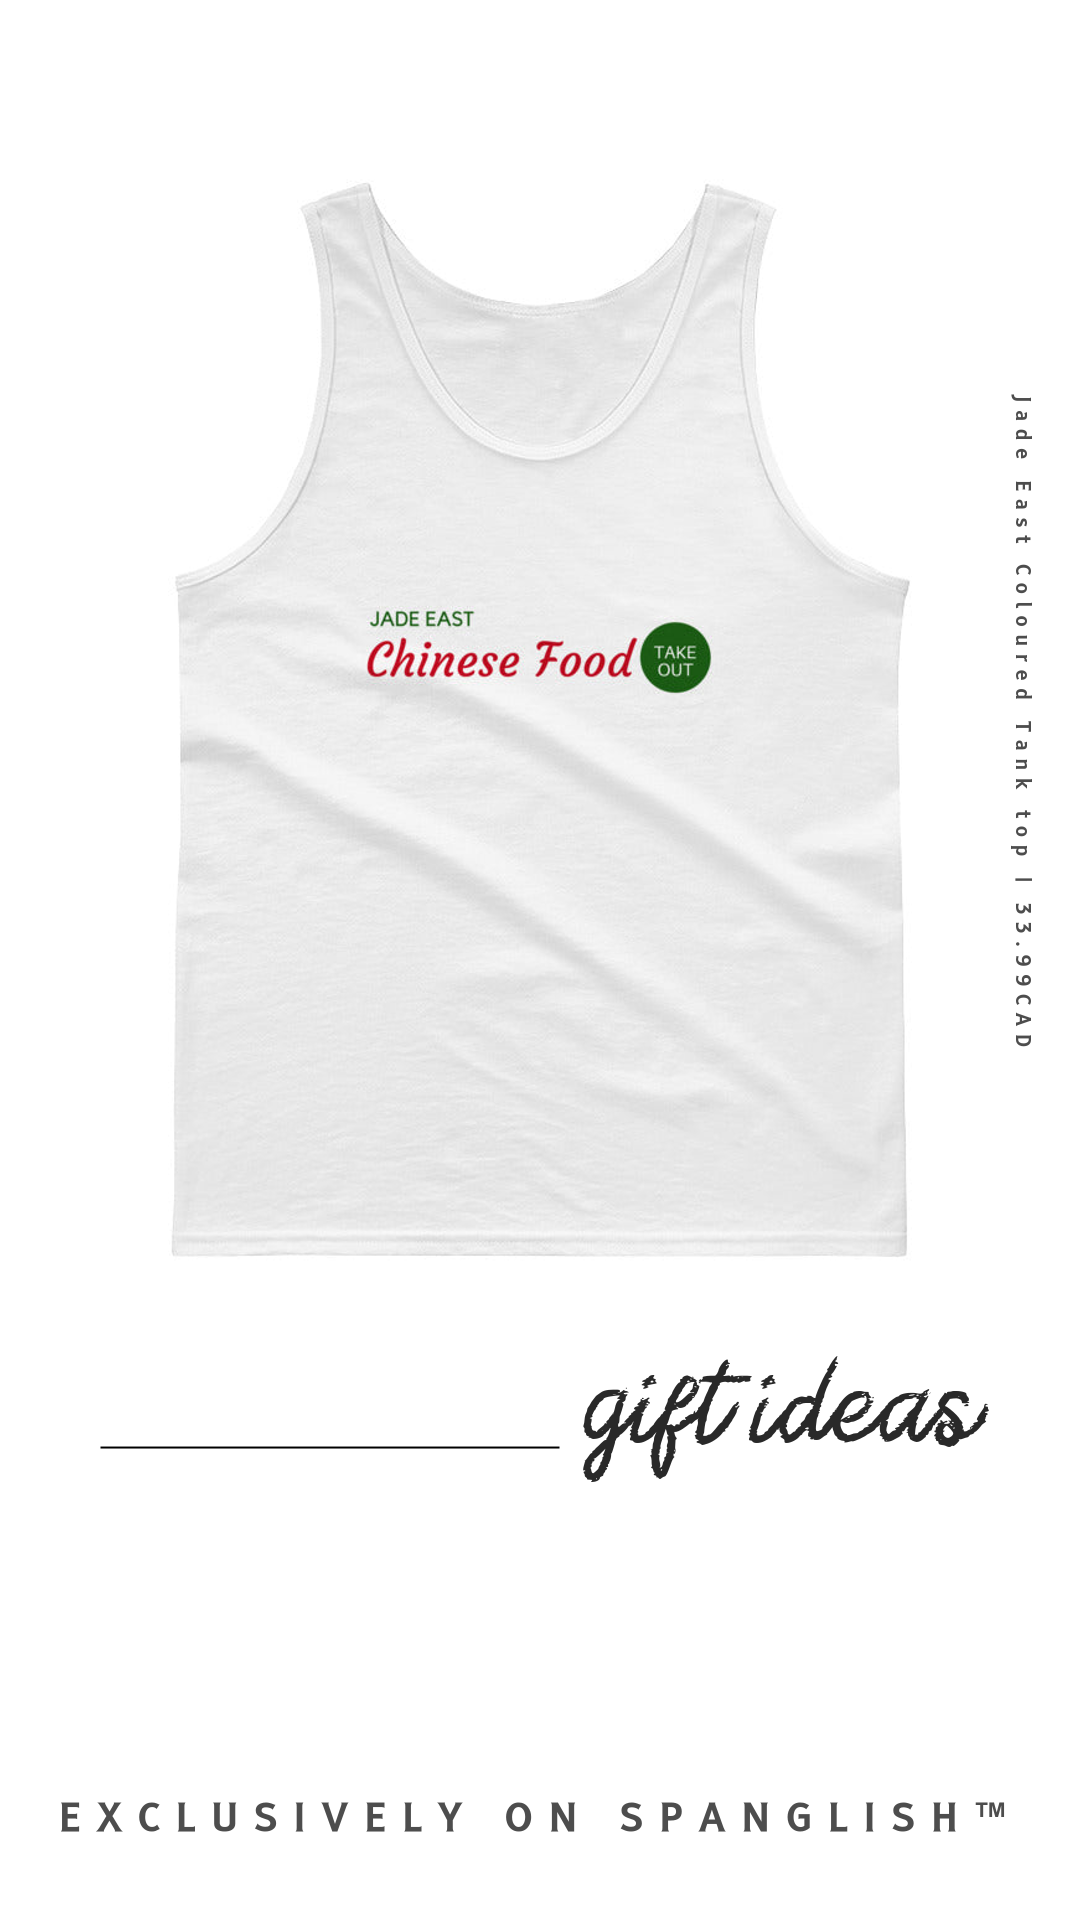 JADE EAST
Chinese Food
TAKE
OUT
Jade East Coloured Tank top | 33.99CAD
gift ideas
EXCLUSIVELY ON SPANGLISH™